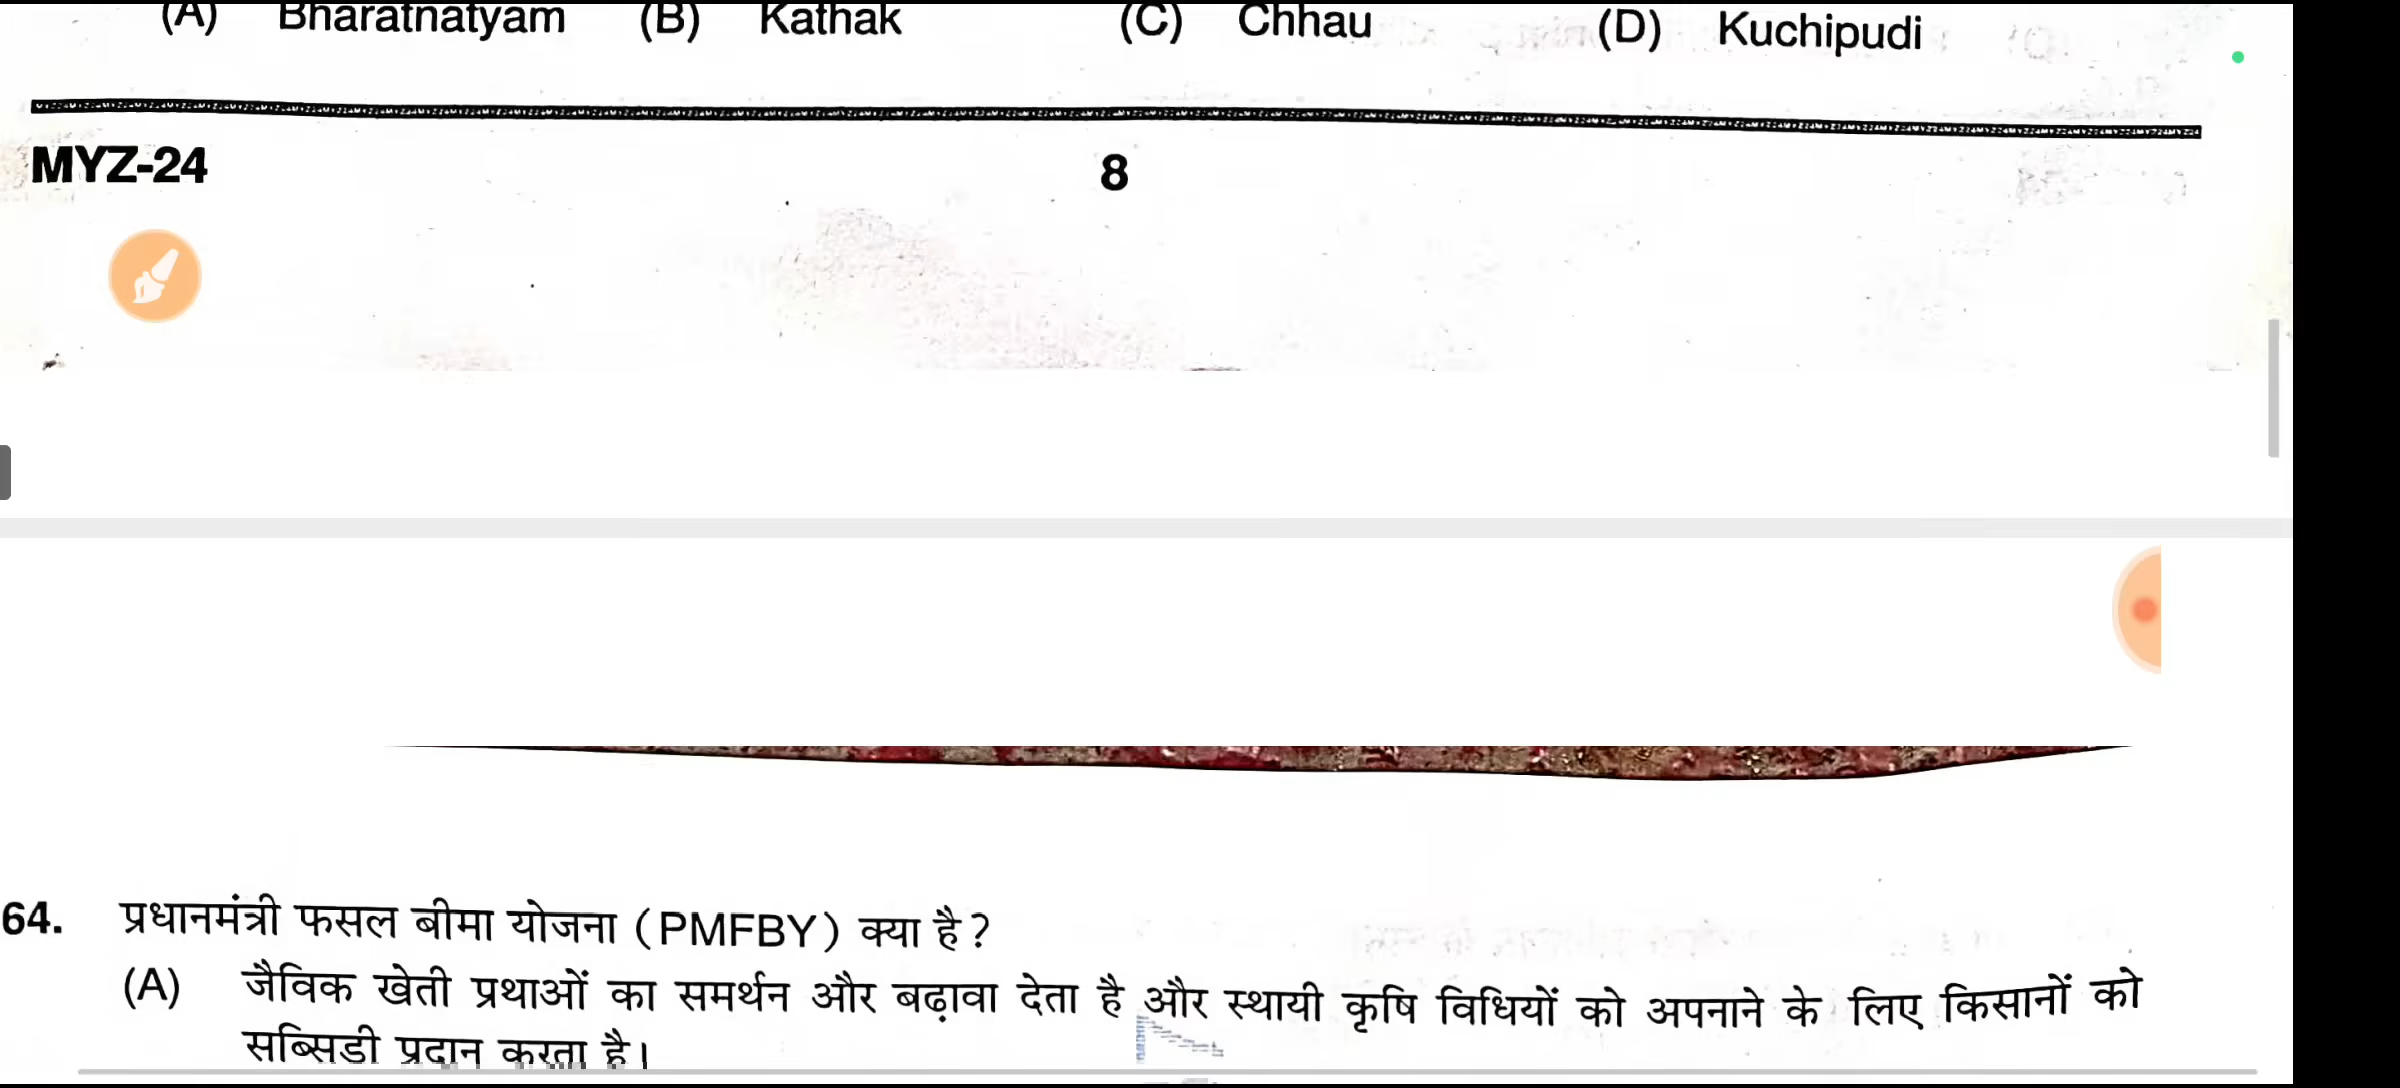 (A) Bharatnatyam (B) Kathak (C) Chhau (D) Kuchipudi
MYZ-24 8
64. प्रधानमंत्री फसल बीमा योजना (PMFBY) क्या है?
(A) जैविक खेती प्रथाओं का समर्थन और बढ़ावा देता है और स्थायी कृषि विधियों को अपनाने के लिए किसानों को
सब्सिडी प्रदान करता है।